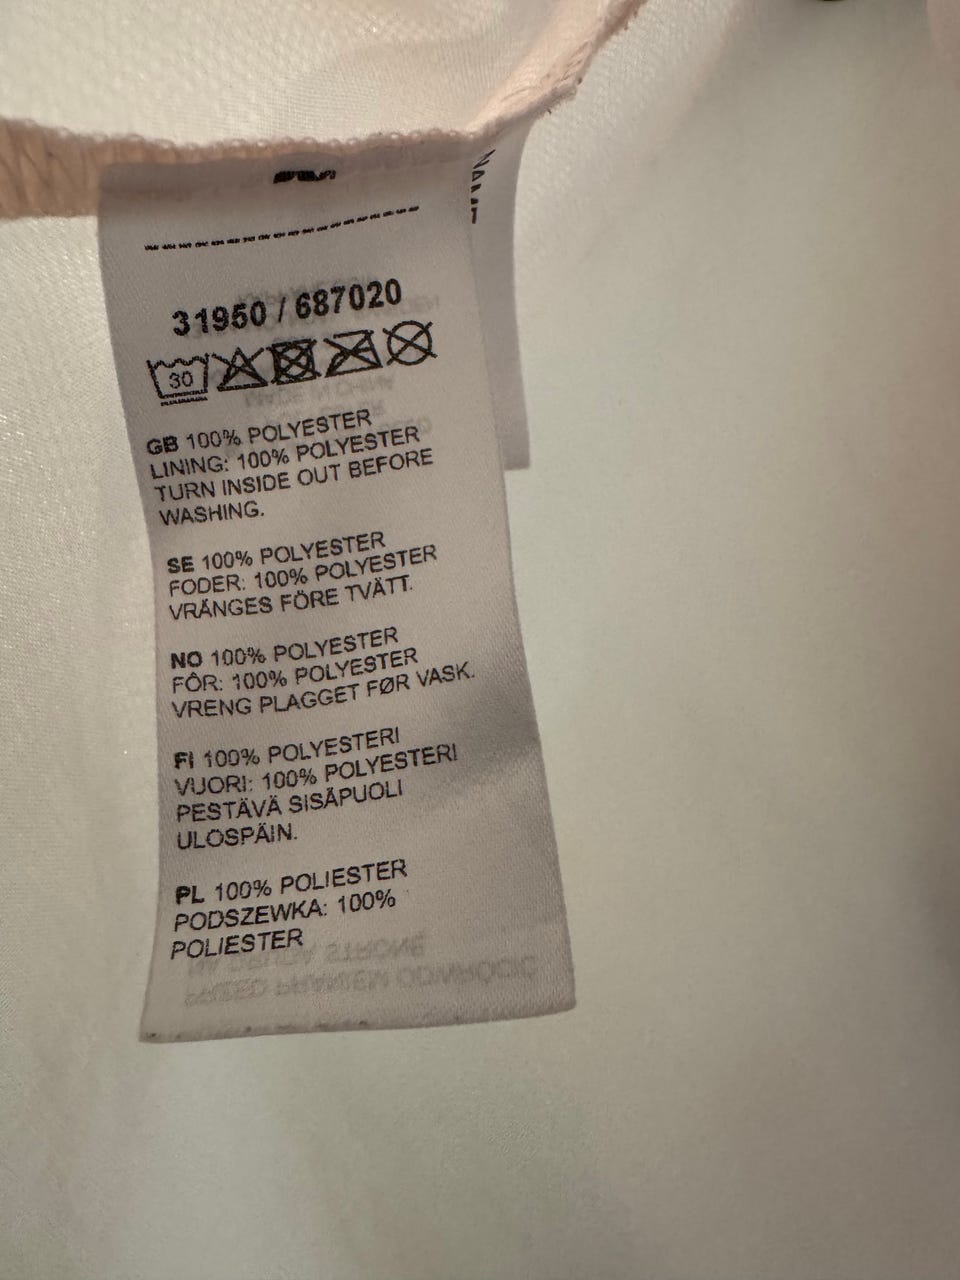 31950 / 687020
30
GB 100% POLYESTER
LINING: 100% POLYESTER
TURN INSIDE OUT BEFORE
WASHING.
SE 100% POLYESTER
FODER: 100% POLYESTER
VRÄNGES FÖRE TVÄTT.
NO 100% POLYESTER
FÔR: 100% POLYESTER
VRENG PLAGGET FØR VASK.
FI 100% POLYESTERI
VUORI: 100% POLYESTERI
PESTÄVÄ SISÄPUOLI
ULOSPÄIN.
PL 100% POLIESTER
PODSZEWKA: 100%
POLIESTER